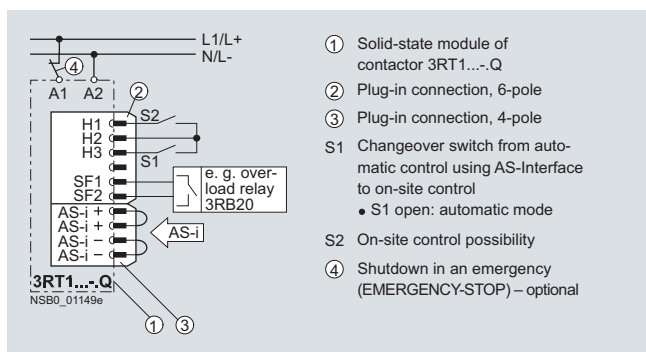 L1/L+
N/L-
4
A1 A2
2
H1 S2
H2
H3
S1
SF1
SF2
e. g. over-
load relay
3RB20
AS-i +
AS-i +
AS-i −
AS-i −
AS-i
3RT1...-.Q
NSB0_01149e
1 3
1 Solid-state module of
contactor 3RT1...-.Q
2 Plug-in connection, 6-pole
3 Plug-in connection, 4-pole
S1 Changeover switch from auto-
matic control using AS-Interface
to on-site control
• S1 open: automatic mode
S2 On-site control possibility
4 Shutdown in an emergency
(EMERGENCY-STOP) – optional